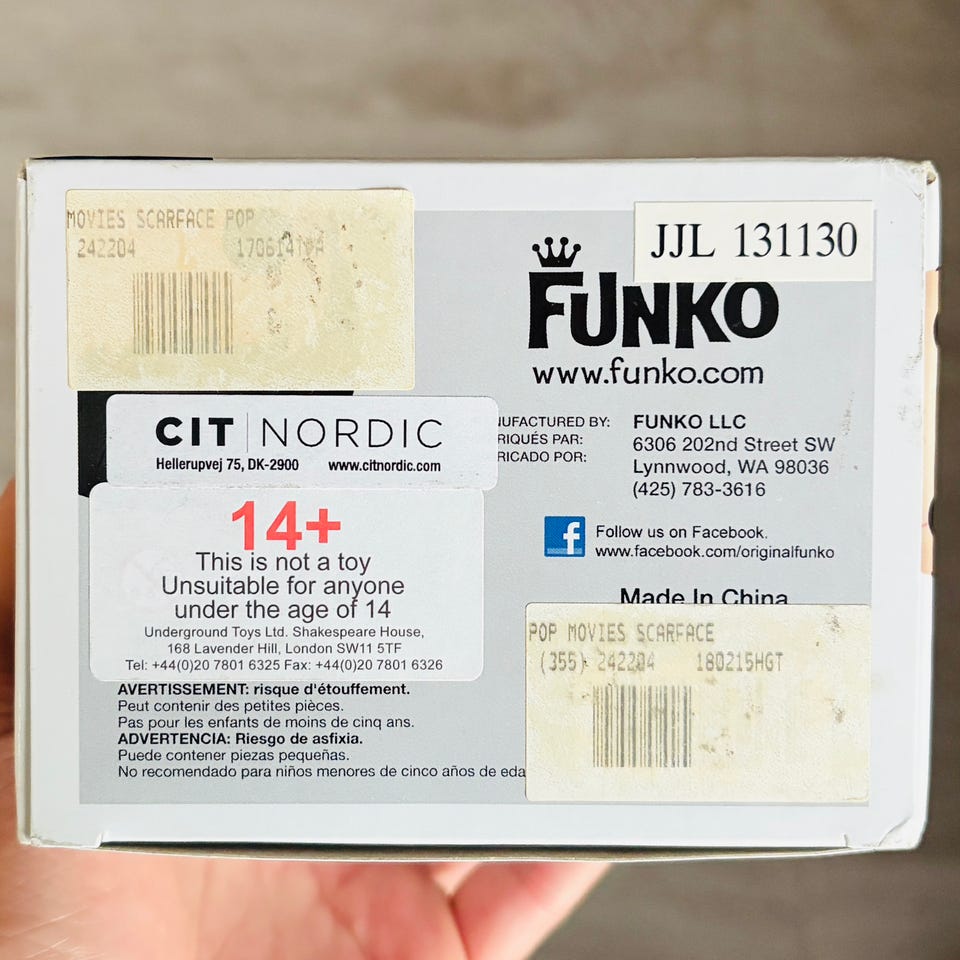 MOVIES SCARFACE POP
242204
JJL 131130
FUNKO
www.funko.com
CIT NORDIC
Hellerupvej 75, DK-2900 www.citnordic.com
UFACTURED BY: FUNKO LLC
RIQUÉS PAR: 6306 202nd Street SW
RICADO POR: Lynnwood, WA 98036
(425) 783-3616
14+
This is not a toy
Unsuitable for anyone
under the age of 14
Underground Toys Ltd. Shakespeare House,
168 Lavender Hill, London SW11 5TF
Tel: +44(0)20 7801 6325 Fax: +44(0)20 7801 6326
f Follow us on Facebook.
www.facebook.com/originalfunko
Made In China
AVERTISSEMENT: risque d'étouffement.
Peut contenir des petites pièces.
Pas pour les enfants de moins de cinq ans.
ADVERTENCIA: Riesgo de asfixia.
Puede contener piezas pequeñas.
No recomendado para niños menores de cinco años de eda
POP MOVIES SCARFACE
(355) 242204 180215HGT